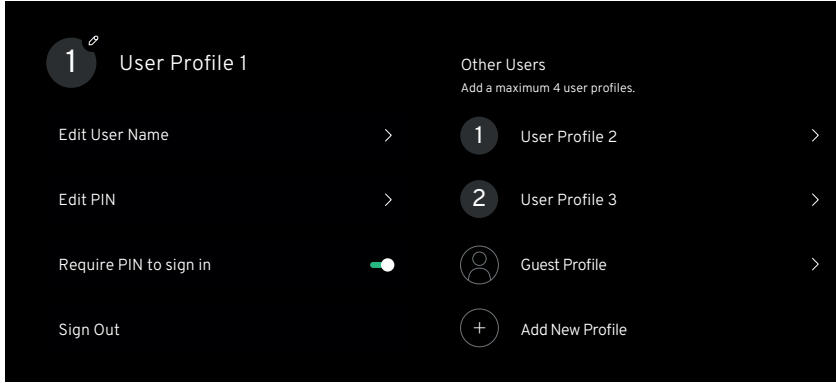 1
User Profile 1
Edit User Name
Edit PIN
Require PIN to sign in
Sign Out
Other Users
Add a maximum 4 user profiles.
1
User Profile 2
2
User Profile 3
Guest Profile
Add New Profile